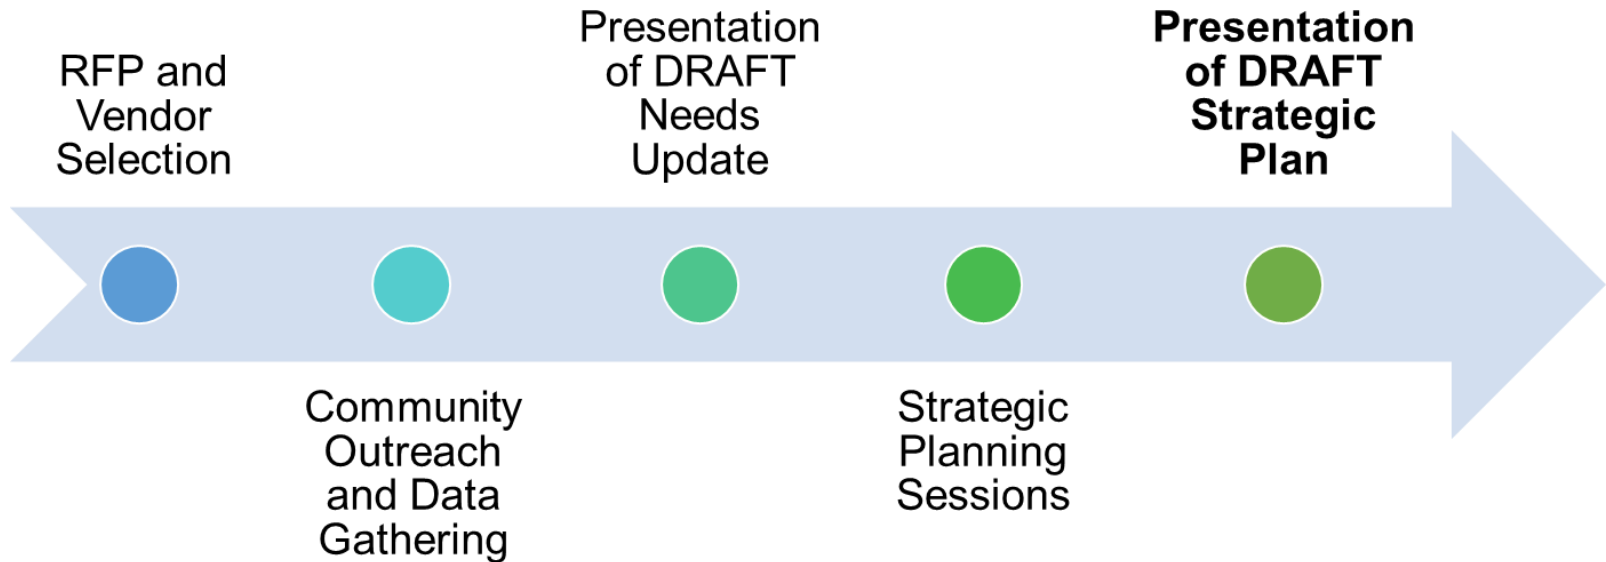 RFP and
Vendor
Selection
Community
Outreach
and Data
Gathering
Presentation
of DRAFT
Needs
Update
Strategic
Planning
Sessions
Presentation
of DRAFT
Strategic
Plan